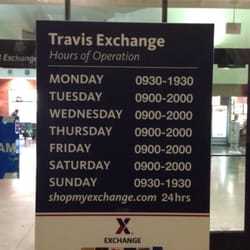 Travis Exchange
Hours of Operation
MONDAY 0930-1930
TUESDAY 0900-2000
WEDNESDAY 0900-2000
THURSDAY 0900-2000
FRIDAY 0900-2000
SATURDAY 0900-2000
SUNDAY 0930-1930
shopmyexchange.com 24hrs
X
EXCHANGE